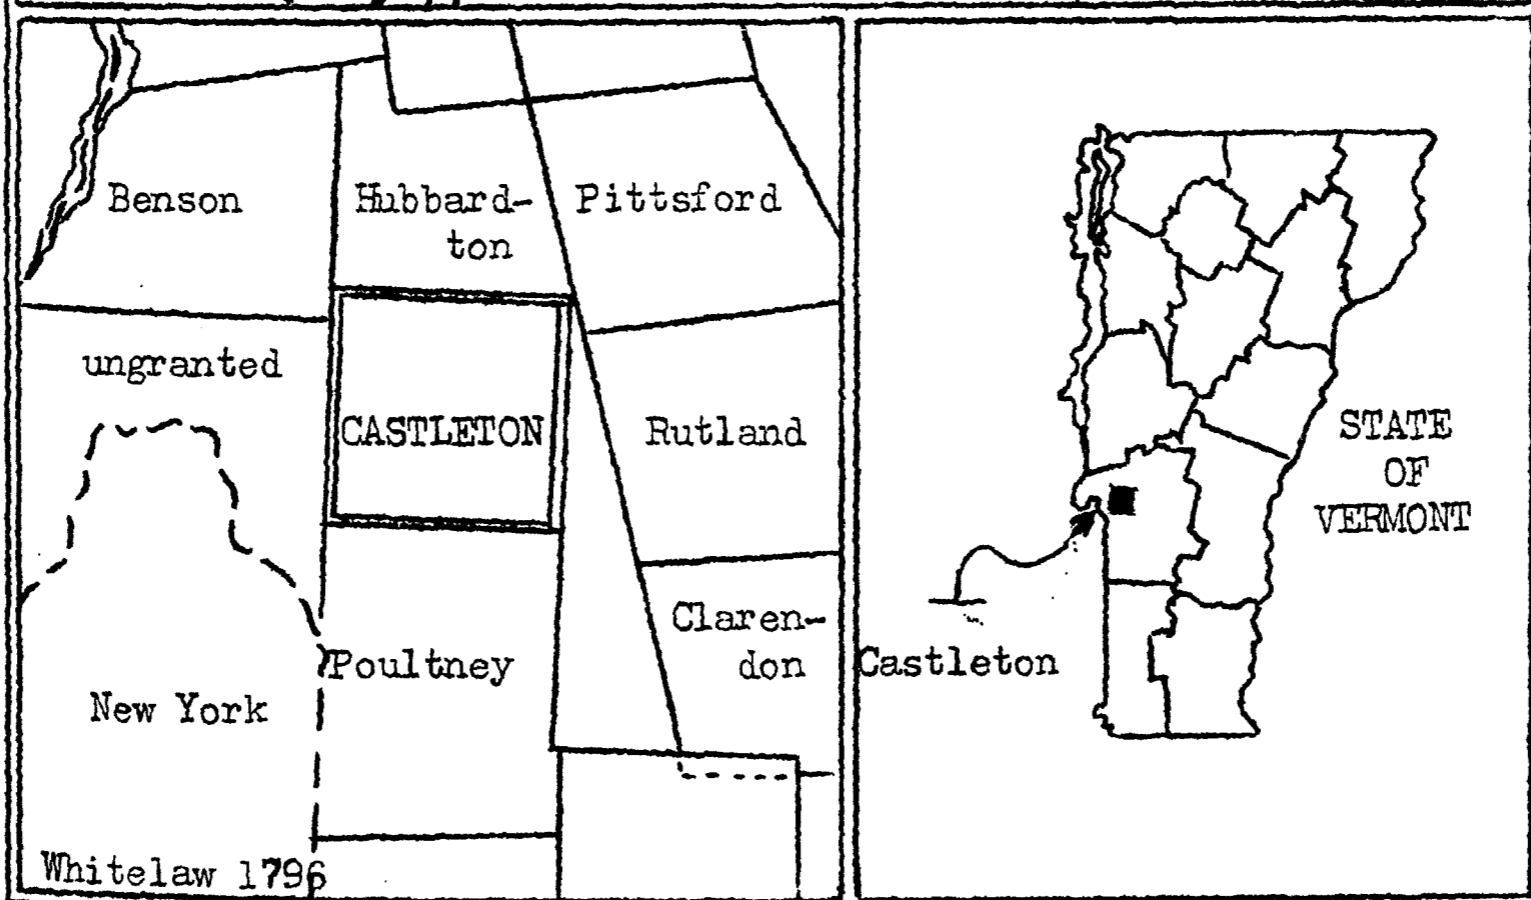 Benson
Hubbard-
ton
Pittsford
ungranted
CASTLETON
Rutland
Claren-
don
Poultney
New York
Whitelaw 1796
STATE
OF
VERMONT
Castleton